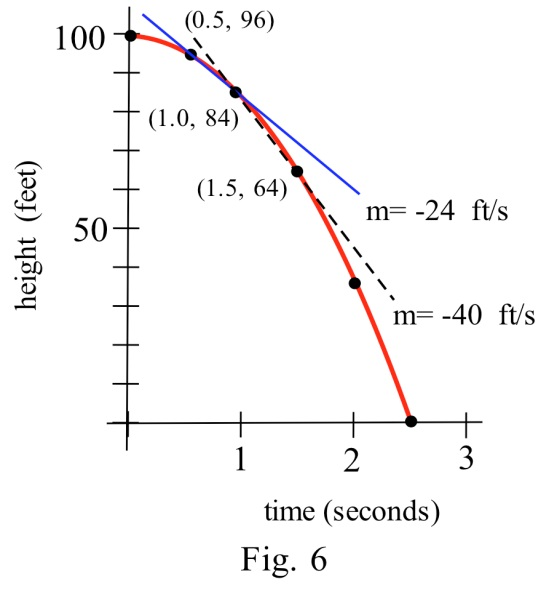 (0.5, 96)
100
(1.0, 84)
(1.5, 64)
m= -24 ft/s
50
height (feet)
m= -40 ft/s
1 2 3
time (seconds)
Fig. 6